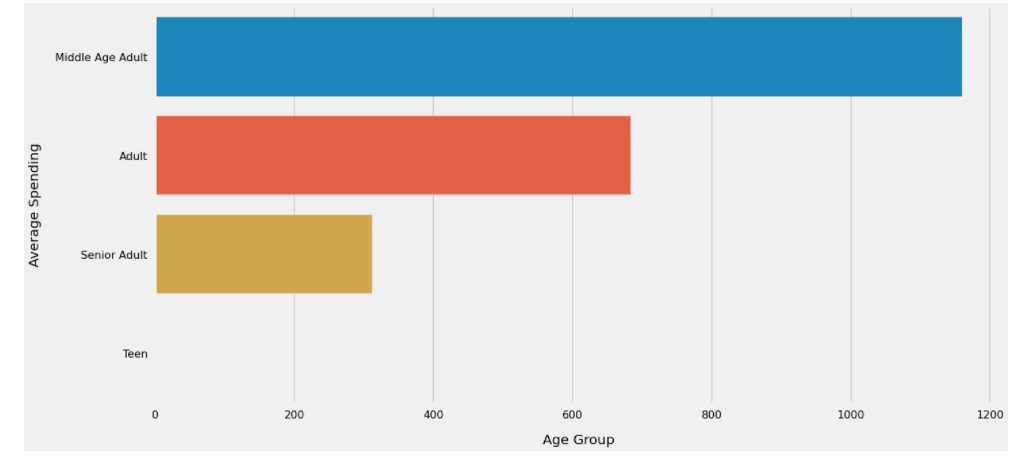 Middle Age Adult
Adult
Senior Adult
Teen
Average Spending
0 200 400 600 800 1000 1200
Age Group